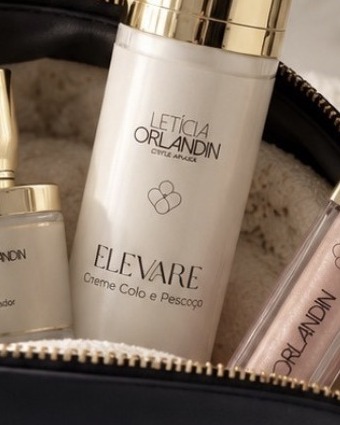 LETÍCIA
ORLANDIN
ELEVARE
Creme Colo e Pescoço
ORLANDIN